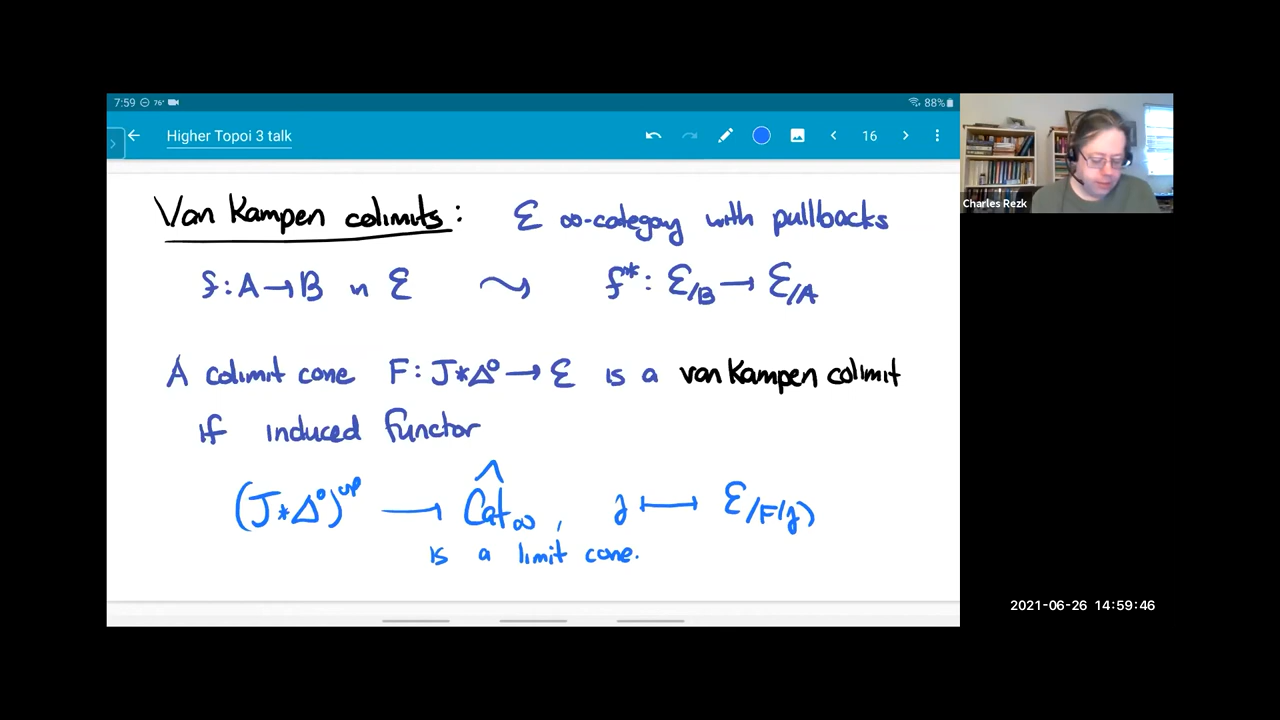 7:59 76° 88%
Higher Topoi 3 talk
16
Charles Rezk
Van Kampen colimits: ℰ ∞-category with pullbacks
f: A → B in ℰ ⤳ f*: ℰ/B → ℰ/A
A colimit cone F: J*Δ⁰ → ℰ is a van Kampen colimit
if induced functor
(J*Δ⁰)^op → Ĉat∞, j ↦ ℰ/F(j)
is a limit cone.
2021-06-26 14:59:46